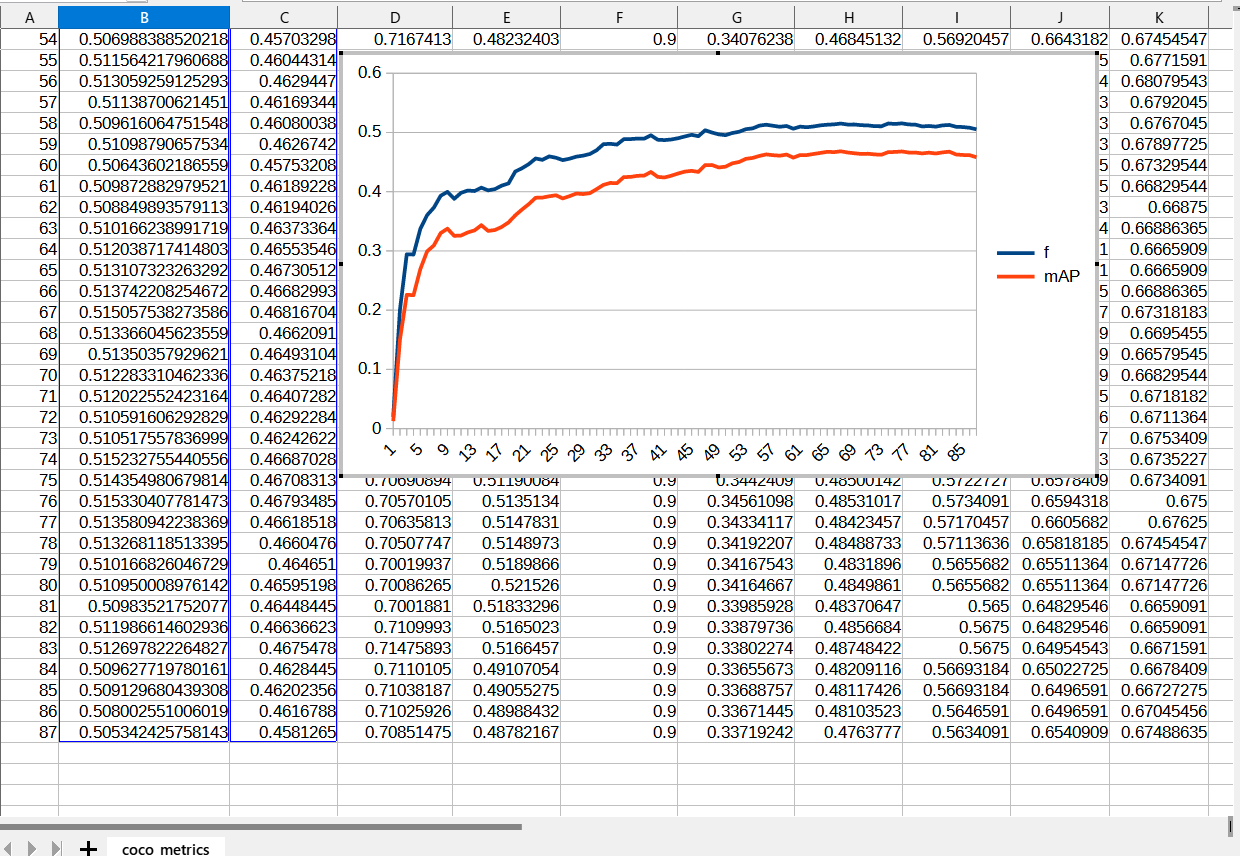 A B C D E F G H I J K
54 0.506988388520218 0.45703298 0.7167413 0.48232403 0.9 0.34076238 0.46845132 0.56920457 0.6643182 0.67454547
55 0.511564217960688 0.46044314 5 0.6771591
56 0.513059259125293 0.4629447 4 0.68079543
57 0.51138700621451 0.46169344 3 0.6792045
58 0.509616064751548 0.46080038 3 0.6767045
59 0.51098790657534 0.4626742 3 0.67897725
60 0.50643602186559 0.45753208 5 0.67329544
61 0.509872882979521 0.46189228 5 0.66829544
62 0.508849893579113 0.46194026 3 0.66875
63 0.510166238991719 0.46373364 4 0.66886365
64 0.512038717414803 0.46553546 1 0.6665909
65 0.513107323263292 0.46730512 1 0.6665909
66 0.513742208254672 0.46682993 5 0.66886365
67 0.515057538273586 0.46816704 7 0.67318183
68 0.513366045623559 0.4662091 9 0.6695455
69 0.51350357929621 0.46493104 9 0.66579545
70 0.512283310462336 0.46375218 9 0.66829544
71 0.512022552423164 0.46407282 5 0.6718182
72 0.510591606292829 0.46292284 6 0.6711364
73 0.510517557836999 0.46242622 7 0.6753409
74 0.515232755440556 0.46687028 3 0.6735227
75 0.514354980679814 0.46708313 0.70690894 0.51190084 0.9 0.3442409 0.48500142 0.5722727 0.6578409 0.6734091
76 0.515330407781473 0.46793485 0.70570105 0.5135134 0.9 0.34561098 0.48531017 0.5734091 0.6594318 0.675
77 0.513580942238369 0.46618518 0.70635813 0.5147831 0.9 0.34334117 0.48423457 0.57170457 0.6605682 0.67625
78 0.513268118513395 0.4660476 0.70507747 0.5148973 0.9 0.34192207 0.48488733 0.57113636 0.65818185 0.67454547
79 0.510166826046729 0.464651 0.70019937 0.5189866 0.9 0.34167543 0.4831896 0.5655682 0.65511364 0.67147726
80 0.510950008976142 0.46595198 0.70086265 0.521526 0.9 0.34164667 0.4849861 0.5655682 0.65511364 0.67147726
81 0.50983521752077 0.46448445 0.7001881 0.51833296 0.9 0.33985928 0.48370647 0.565 0.64829546 0.6659091
82 0.511986614602936 0.46636623 0.7109993 0.5165023 0.9 0.33879736 0.4856684 0.5675 0.64829546 0.6659091
83 0.512697822264827 0.4675478 0.71475893 0.5166457 0.9 0.33802274 0.48748422 0.5675 0.64954543 0.6671591
84 0.509627719780161 0.4628445 0.7110105 0.49107054 0.9 0.33655673 0.48209116 0.56693184 0.65022725 0.6678409
85 0.509129680439308 0.46202356 0.71038187 0.49055275 0.9 0.33688757 0.48117426 0.56693184 0.6496591 0.66727275
86 0.508002551006019 0.4616788 0.71025926 0.48988432 0.9 0.33671445 0.48103523 0.5646591 0.6496591 0.67045456
87 0.505342425758143 0.4581265 0.70851475 0.48782167 0.9 0.33719242 0.4763777 0.5634091 0.6540909 0.67488635
0.6
0.5
0.4
0.3
0.2
0.1
0
1 5 9 13 17 21 25 29 33 37 41 45 49 53 57 61 65 69 73 77 81 85
f
mAP
coco_metrics